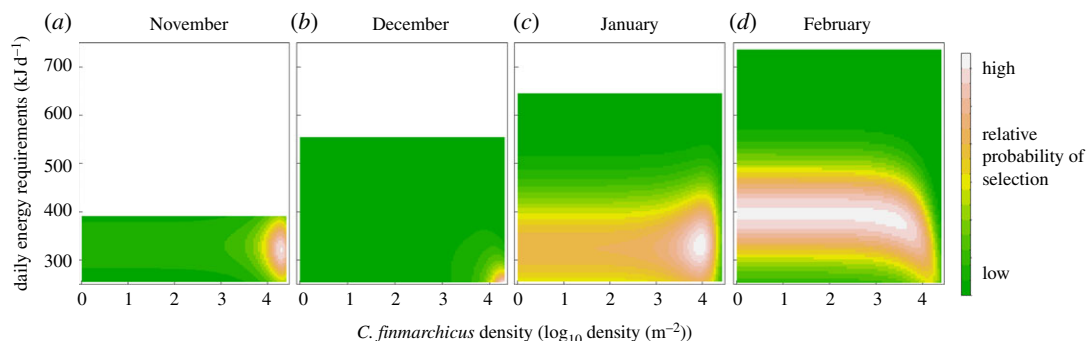 (a) November (b) December (c) January (d) February
daily energy requirements (kJ d⁻¹)
700
600
500
400
300
0 1 2 3 4 0 1 2 3 4 0 1 2 3 4 0 1 2 3 4
C. finmarchicus density (log₁₀ density (m⁻²))
high
relative
probability of
selection
low